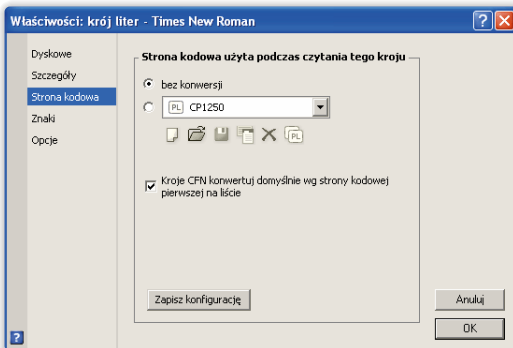 Właściwości: krój liter - Times New Roman
Dyskowe
Szczegóły
Strona kodowa
Znaki
Opcje
Strona kodowa użyta podczas czytania tego kroju
bez konwersji
PL CP1250
PL
Kroje CFN konwertuj domyślnie wg strony kodowej
pierwszej na liście
Zapisz konfigurację
Anuluj
OK